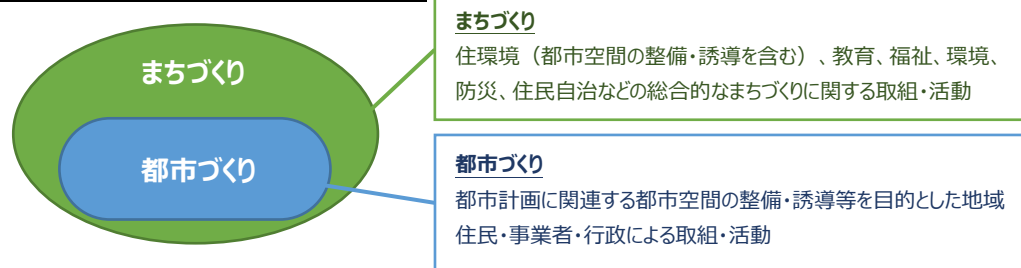 まちづくり
都市づくり
まちづくり
住環境（都市空間の整備・誘導を含む）、教育、福祉、環境、
防災、住民自治などの総合的なまちづくりに関する取組・活動
都市づくり
都市計画に関連する都市空間の整備・誘導等を目的とした地域
住民・事業者・行政による取組・活動